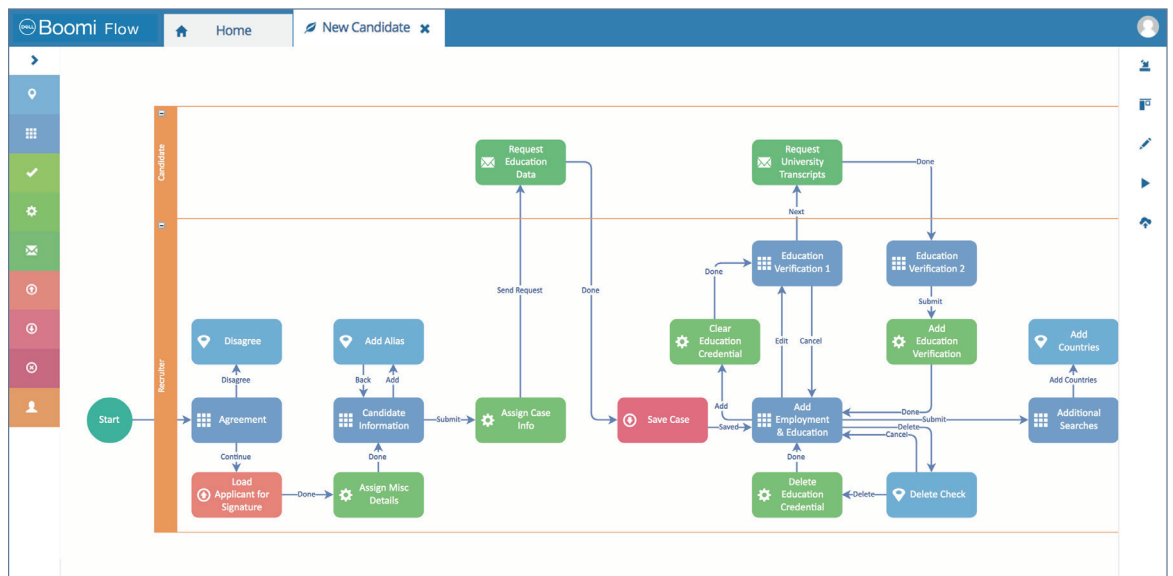 DELL Boomi Flow
Home
New Candidate
Candidate
Request
Education
Data
Request
University
Transcripts
Done
Next
Recruiter
Education
Verification 1
Education
Verification 2
Done
Send Request
Done
Submit
Disagree
Add Alias
Clear
Education
Credential
Edit
Cancel
Add
Education
Verification
Add
Countries
Disagree
Back
Add
Add
Add Countries
Start
Agreement
Candidate
Information
Submit
Assign Case
Info
Save Case
Saved
Add
Employment
& Education
Done
Submit
Delete
Cancel
Additional
Searches
Continue
Done
Done
Load
Applicant for
Signature
Done
Assign Misc
Details
Delete
Education
Credential
Delete
Delete Check